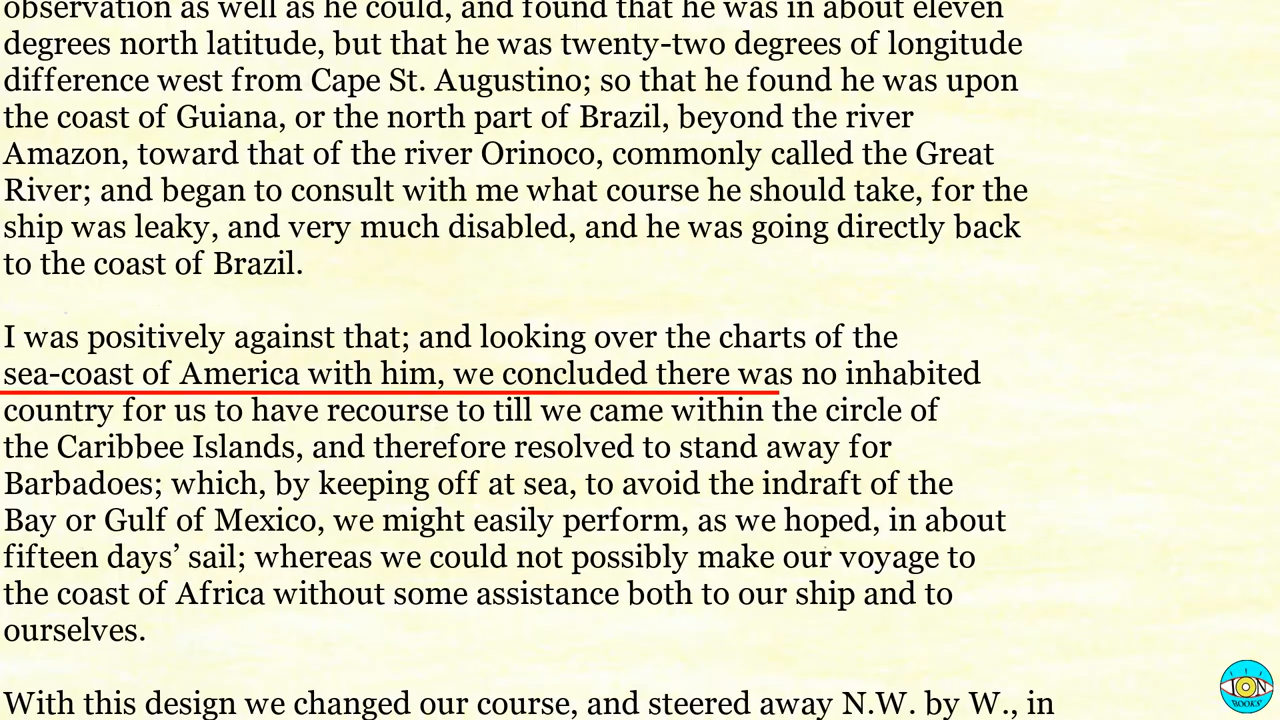 observation as well as he could, and found that he was in about eleven
degrees north latitude, but that he was twenty-two degrees of longitude
difference west from Cape St. Augustino; so that he found he was upon
the coast of Guiana, or the north part of Brazil, beyond the river
Amazon, toward that of the river Orinoco, commonly called the Great
River; and began to consult with me what course he should take, for the
ship was leaky, and very much disabled, and he was going directly back
to the coast of Brazil.
I was positively against that; and looking over the charts of the
sea-coast of America with him, we concluded there was no inhabited
country for us to have recourse to till we came within the circle of
the Caribbee Islands, and therefore resolved to stand away for
Barbadoes; which, by keeping off at sea, to avoid the indraft of the
Bay or Gulf of Mexico, we might easily perform, as we hoped, in about
fifteen days’ sail; whereas we could not possibly make our voyage to
the coast of Africa without some assistance both to our ship and to
ourselves.
With this design we changed our course, and steered away N.W. by W., in
ION
BOOKS